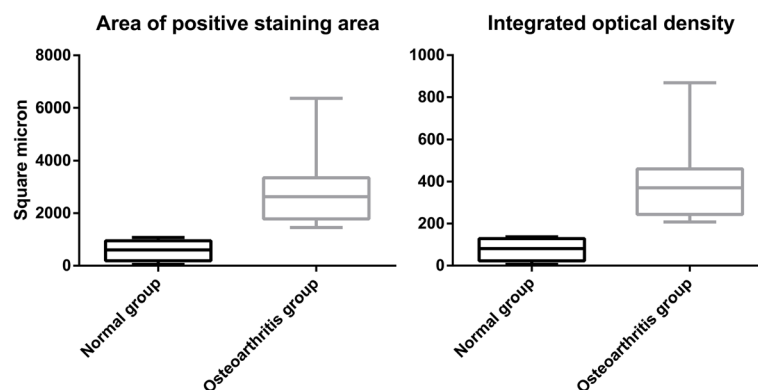 Area of positive staining area
Square micron
8000
6000
4000
2000
0
Normal group
Osteoarthritis group
Integrated optical density
1000
800
600
400
200
0
Normal group
Osteoarthritis group